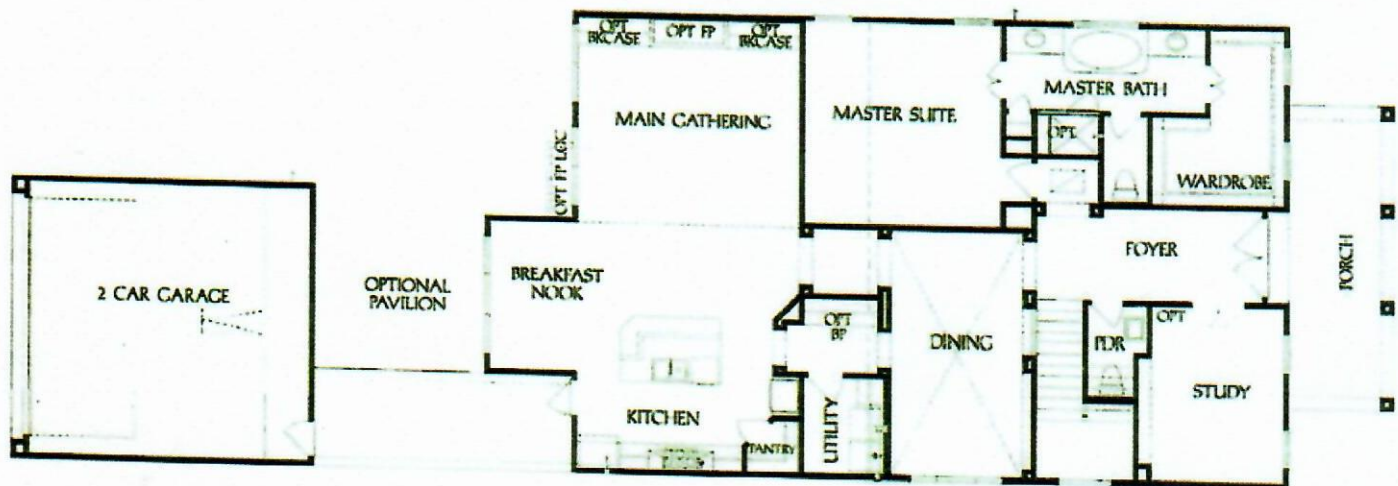 OPT
BKCASE
OPT FP
OPT
BKCASE
MAIN GATHERING
MASTER SUITE
MASTER BATH
OPT.
WARDROBE
OPT FP LOC
2 CAR GARAGE
OPTIONAL
PAVILION
BREAKFAST
NOOK
FOYER
PORCH
OPT
BP
DINING
PDR
OPT
STUDY
KITCHEN
PANTRY
UTILITY